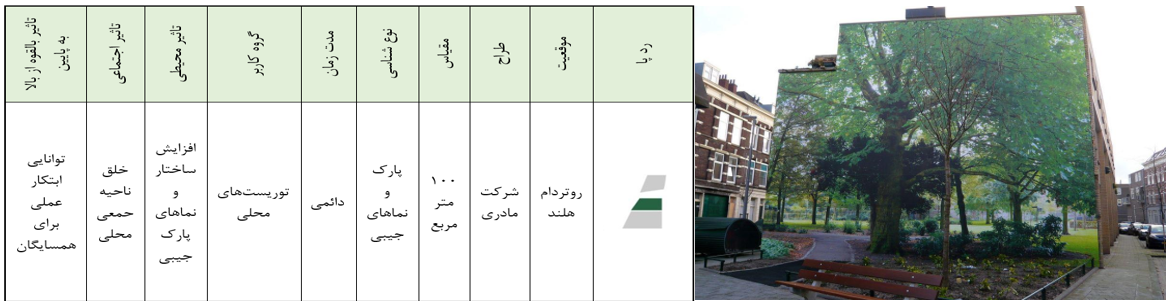 رد پا
موقعیت
طراح
مقیاس
نوع شناسی
مدت زمان
گروه کاربر
تاثیر محیطی
تاثیر اجتماعی
تاثیر بالقوه از بالا
به پایین
روتردام
هلند
شرکت
مادری
۱۰۰
متر
مربع
پارک
و
نماهای
جیبی
دائمی
توریست‌های
محلی
افزایش
ساختار
و
نماهای
پارک
جیبی
خلق
ناحیه
جمعی
محلی
توانایی
ابتکار
عملی
برای
همسایگان